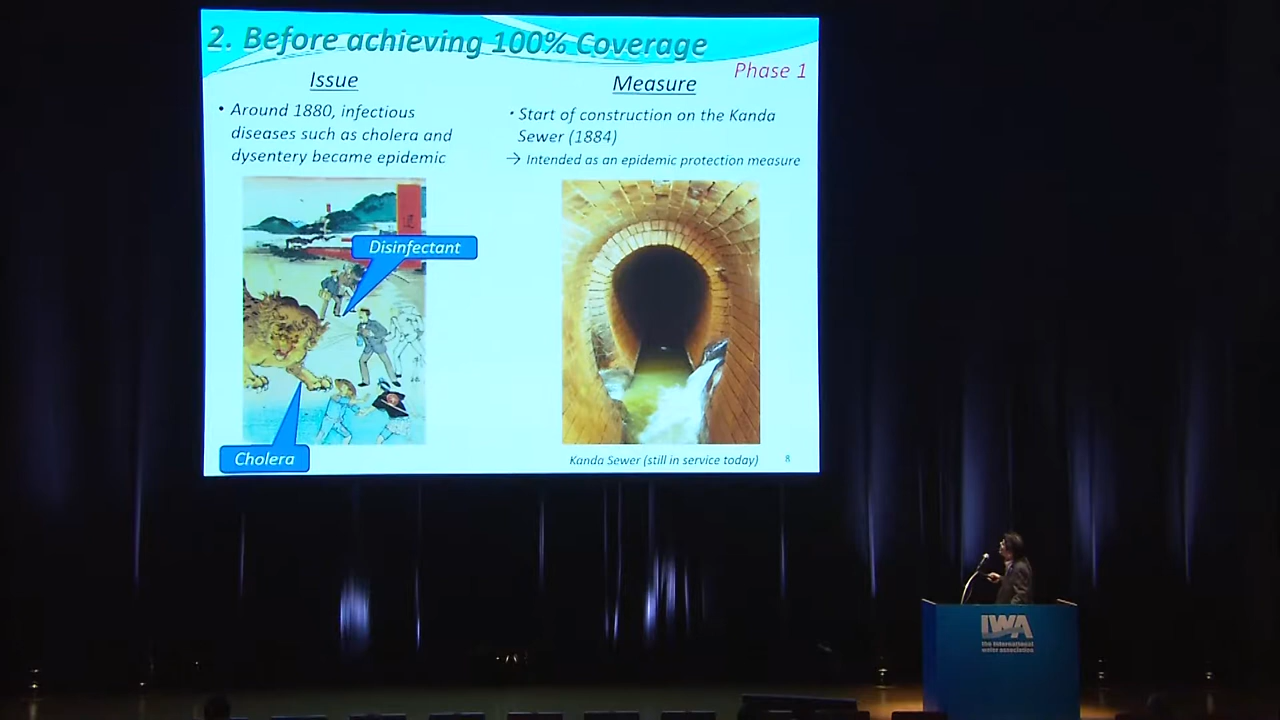 2. Before achieving 100% Coverage
Phase 1
Issue
• Around 1880, infectious
diseases such as cholera and
dysentery became epidemic
Disinfectant
Cholera
Measure
• Start of construction on the Kanda
Sewer (1884)
→ Intended as an epidemic protection measure
Kanda Sewer (still in service today)
8
IWA
the international
water association